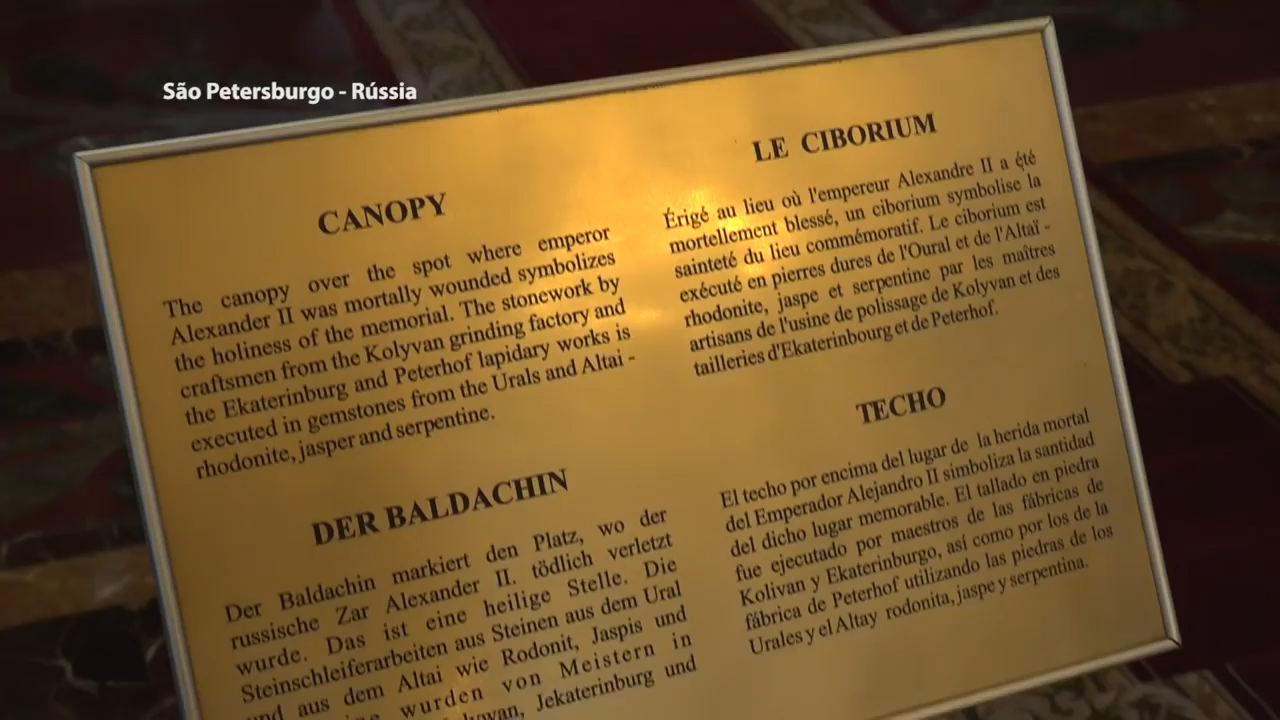 São Petersburgo - Rússia
CANOPY
The canopy over the spot where emperor
Alexander II was mortally wounded symbolizes
the holiness of the memorial. The stonework by
craftsmen from the Kolyvan grinding factory and
the Ekaterinburg and Peterhof lapidary works is
executed in gemstones from the Urals and Altai -
rhodonite, jasper and serpentine.
DER BALDACHIN
Der Baldachin markiert den Platz, wo der
russische Zar Alexander II. tödlich verletzt
wurde. Das ist eine heilige Stelle. Die
Steinschleiferarbeiten aus Steinen aus dem Ural
und aus dem Altai wie Rodonit, Jaspis und
wurden von Meistern in
Jekaterinburg und
LE CIBORIUM
Érigé au lieu où l'empereur Alexandre II a été
mortellement blessé, un ciborium symbolise la
sainteté du lieu commémoratif. Le ciborium est
exécuté en pierres dures de l'Oural et de l'Altaï -
rhodonite, jaspe et serpentine par les maîtres
artisans de l'usine de polissage de Kolyvan et des
tailleries d'Ekaterinbourg et de Peterhof.
TECHO
El techo por encima del lugar de la herida mortal
del Emperador Alejandro II simboliza la santidad
del dicho lugar memorable. El tallado en piedra
fue ejecutado por maestros de las fábricas de
Kolivan y Ekaterinburgo, así como por los de la
fábrica de Peterhof utilizando las piedras de los
Urales y el Altay rodonita, jaspe y serpentina.